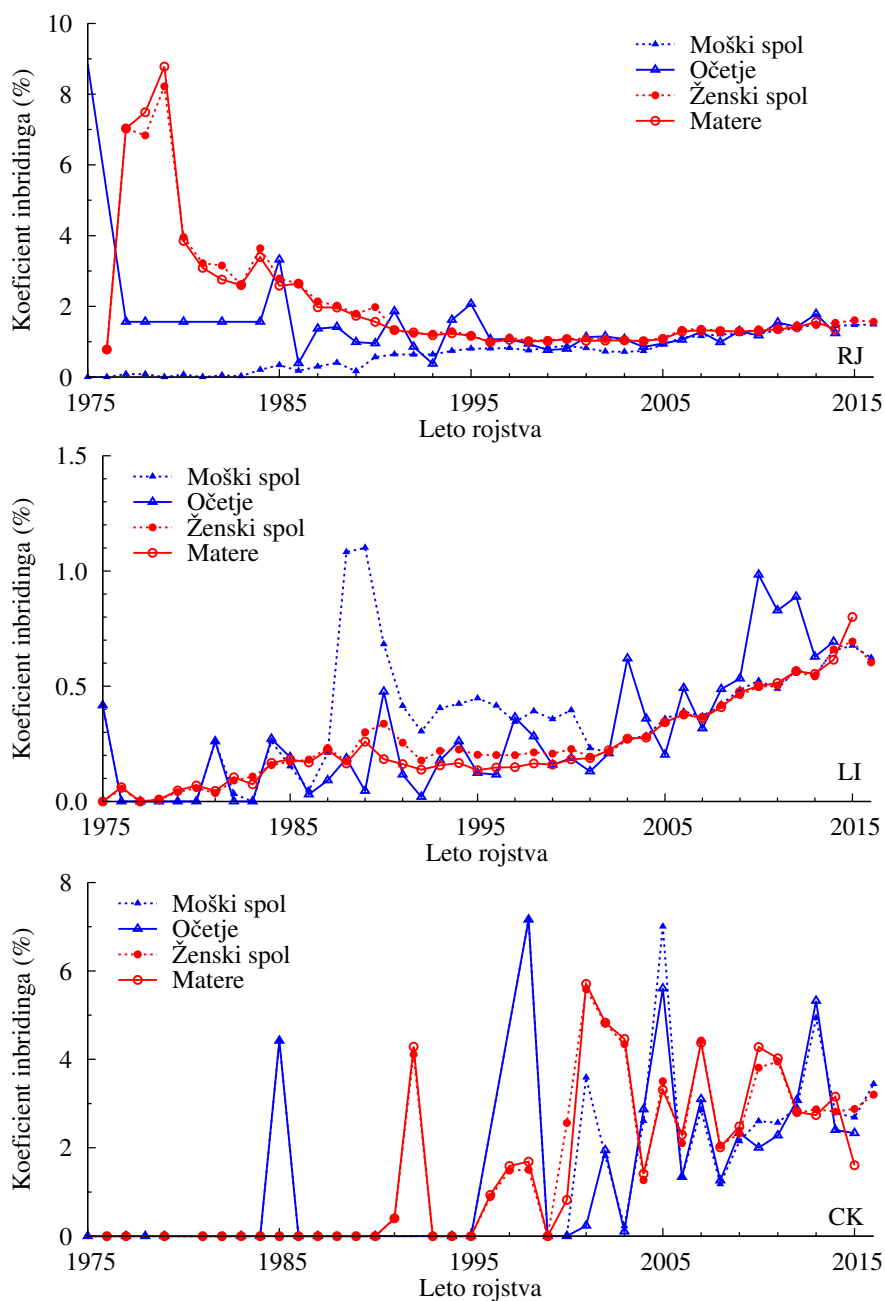 10
8
6
4
2
0
Koeficient inbridinga (%)
Moški spol
Očetje
Ženski spol
Matere
RJ
1975 1985 1995 2005 2015
Leto rojstva
1.5
1.0
0.5
0.0
Koeficient inbridinga (%)
Moški spol
Očetje
Ženski spol
Matere
LI
1975 1985 1995 2005 2015
Leto rojstva
8
6
4
2
0
Koeficient inbridinga (%)
Moški spol
Očetje
Ženski spol
Matere
CK
1975 1985 1995 2005 2015
Leto rojstva